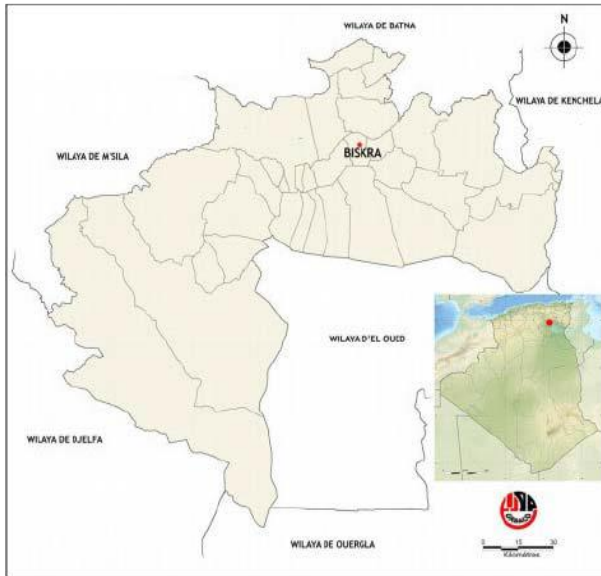 WILAYA DE BATNA
N
WILAYA DE KENCHELA
WILAYA DE M'SILA
BISKRA
WILAYA D'EL OUED
WILAYA DE DJELFA
WILAYA DE OUERGLA
0 15 30
Kilomètres